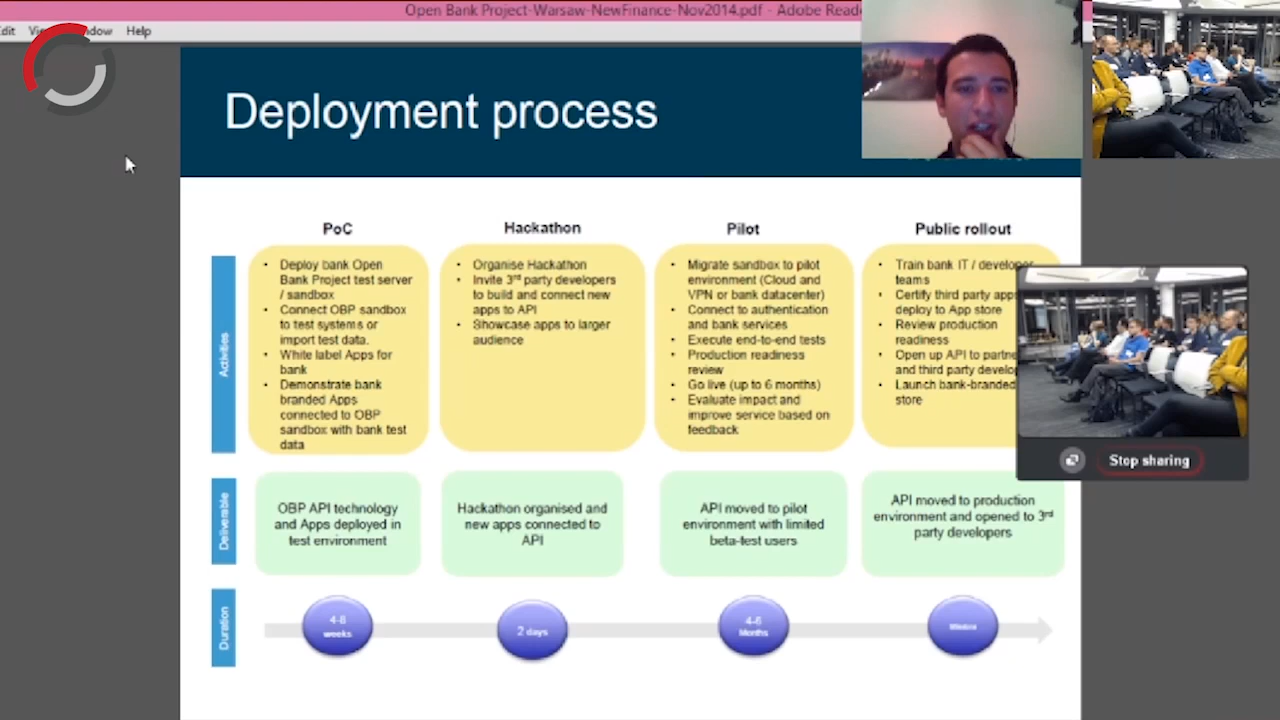 Open Bank Project-Warsaw-NewFinance-Nov2014.pdf - Adobe Reade
Help
Deployment process
PoC
Hackathon
Pilot
Public rollout
Activities
• Deploy bank Open
Bank Project test server
/ sandbox
• Connect OBP sandbox
to test systems or
import test data.
• White label Apps for
bank
• Demonstrate bank
branded Apps
connected to OBP
sandbox with bank test
data
• Organise Hackathon
• Invite 3rd party developers
to build and connect new
apps to API
• Showcase apps to larger
audience
• Migrate sandbox to pilot
environment (Cloud and
VPN or bank datacenter)
• Connect to authentication
and bank services
• Execute end-to-end tests
• Production readiness
review
• Go live (up to 6 months)
• Evaluate impact and
improve service based on
feedback
• Train bank IT / developer
teams
• Certify third party apps
deploy to App store
• Review production
readiness
• Open up API to partne
and third party develo
• Launch bank-branded
store
Stop sharing
Deliverable
OBP API technology
and Apps deployed in
test environment
Hackathon organised and
new apps connected to
API
API moved to pilot
environment with limited
beta-test users
API moved to production
environment and opened to 3rd
party developers
Duration
weeks
2 days
4-6
Months